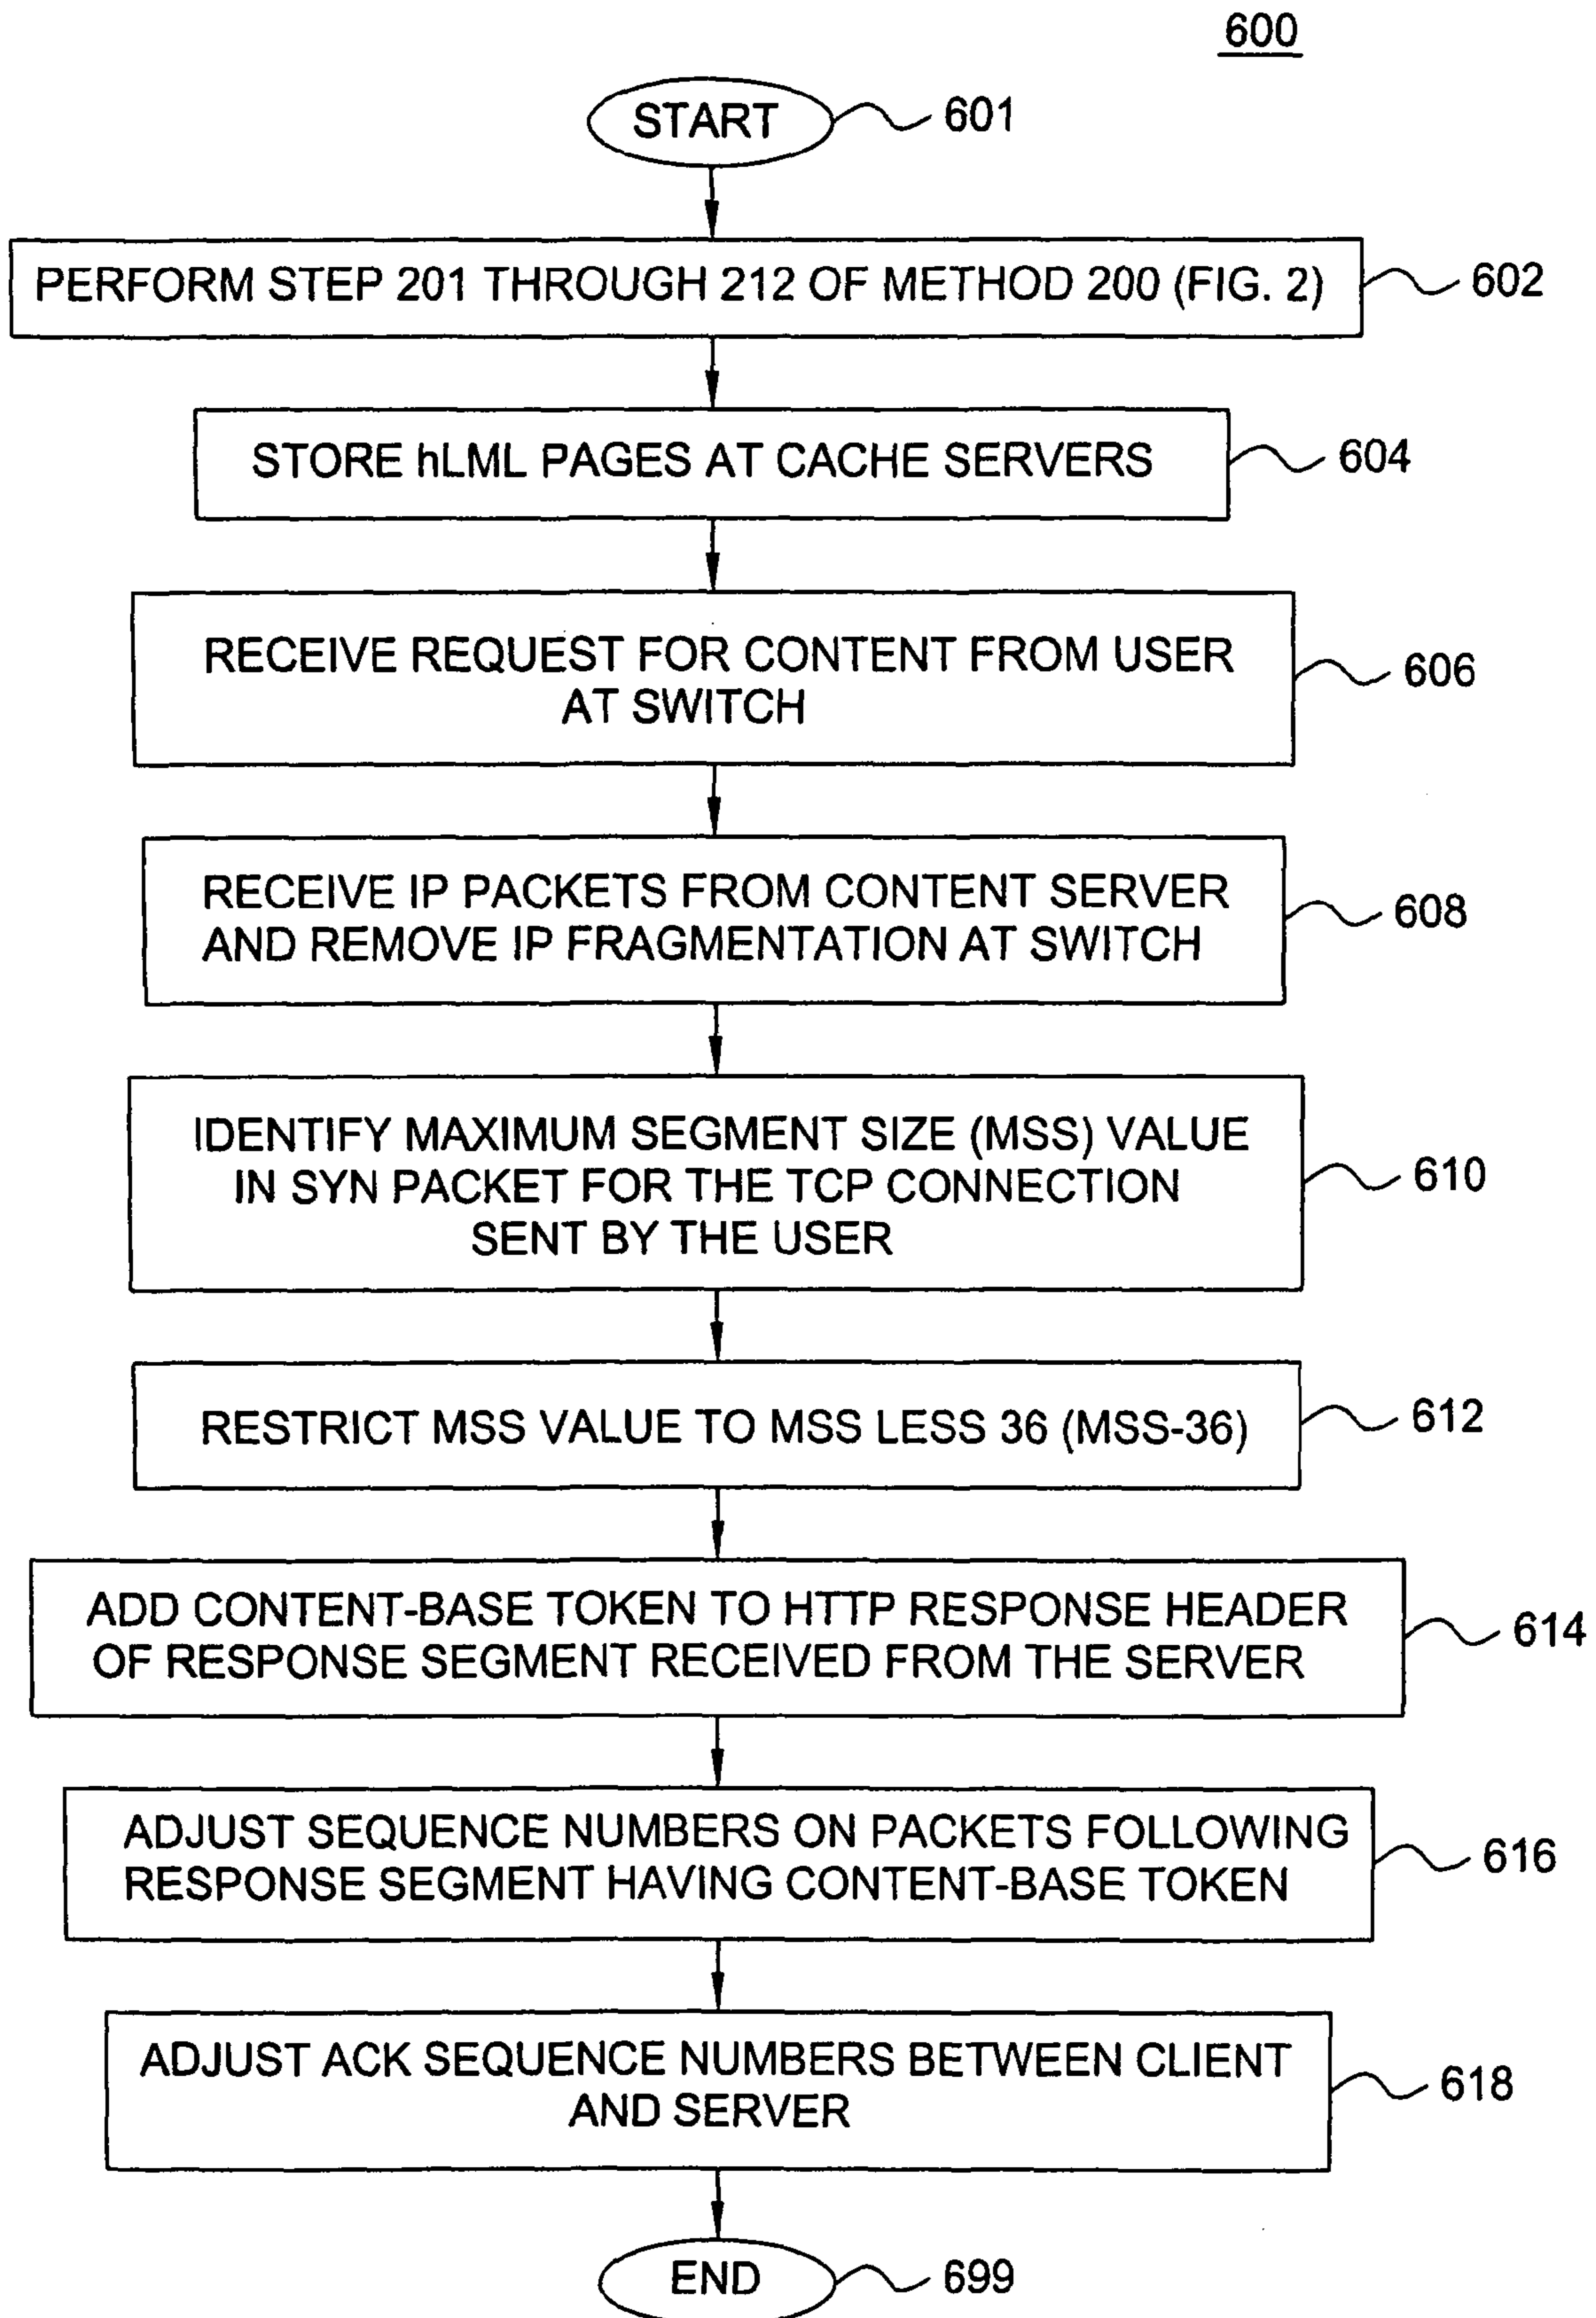 600
START
601
PERFORM STEP 201 THROUGH 212 OF METHOD 200 (FIG. 2)
602
STORE hLML PAGES AT CACHE SERVERS
604
RECEIVE REQUEST FOR CONTENT FROM USER
AT SWITCH
606
RECEIVE IP PACKETS FROM CONTENT SERVER
AND REMOVE IP FRAGMENTATION AT SWITCH
608
IDENTIFY MAXIMUM SEGMENT SIZE (MSS) VALUE
IN SYN PACKET FOR THE TCP CONNECTION
SENT BY THE USER
610
RESTRICT MSS VALUE TO MSS LESS 36 (MSS-36)
612
ADD CONTENT-BASE TOKEN TO HTTP RESPONSE HEADER
OF RESPONSE SEGMENT RECEIVED FROM THE SERVER
614
ADJUST SEQUENCE NUMBERS ON PACKETS FOLLOWING
RESPONSE SEGMENT HAVING CONTENT-BASE TOKEN
616
ADJUST ACK SEQUENCE NUMBERS BETWEEN CLIENT
AND SERVER
618
END
699